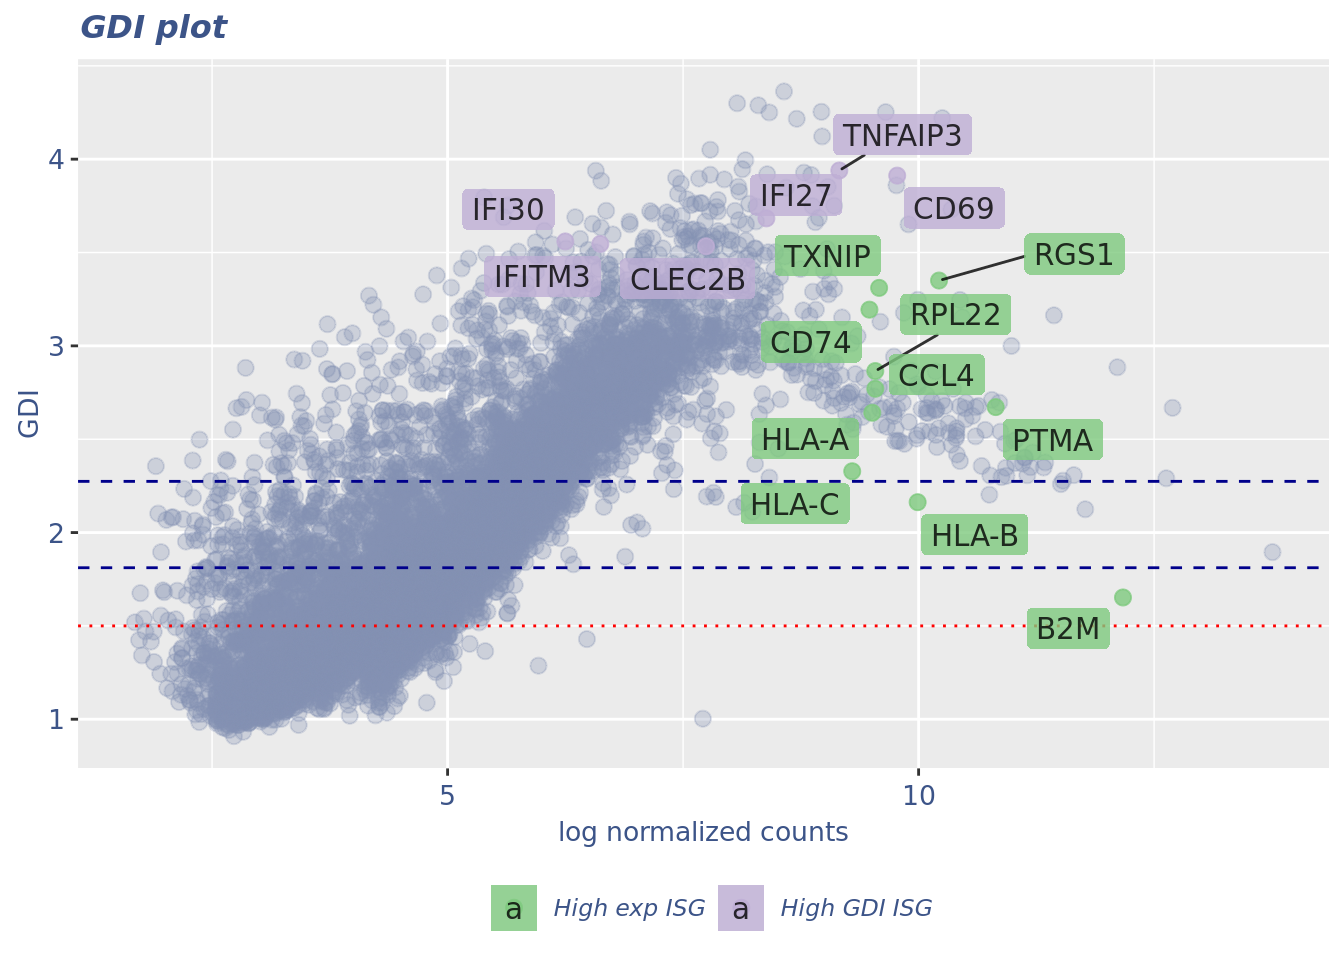 GDI plot
GDI
4
3
2
1
TNFAIP3
IFI27
IFI30
CD69
TXNIP
RGS1
IFITM3
CLEC2B
RPL22
CD74
CCL4
HLA-A
PTMA
HLA-C
HLA-B
B2M
5
10
log normalized counts
a High exp ISG a High GDI ISG